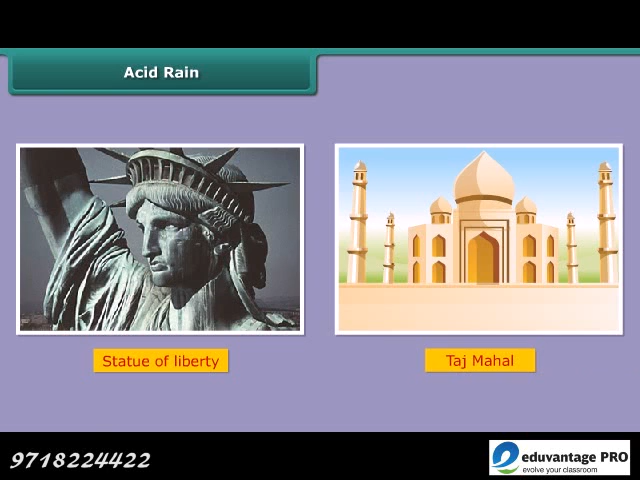 Acid Rain
Statue of liberty
Taj Mahal
9718224422
eduvantage PRO
evolve your classroom